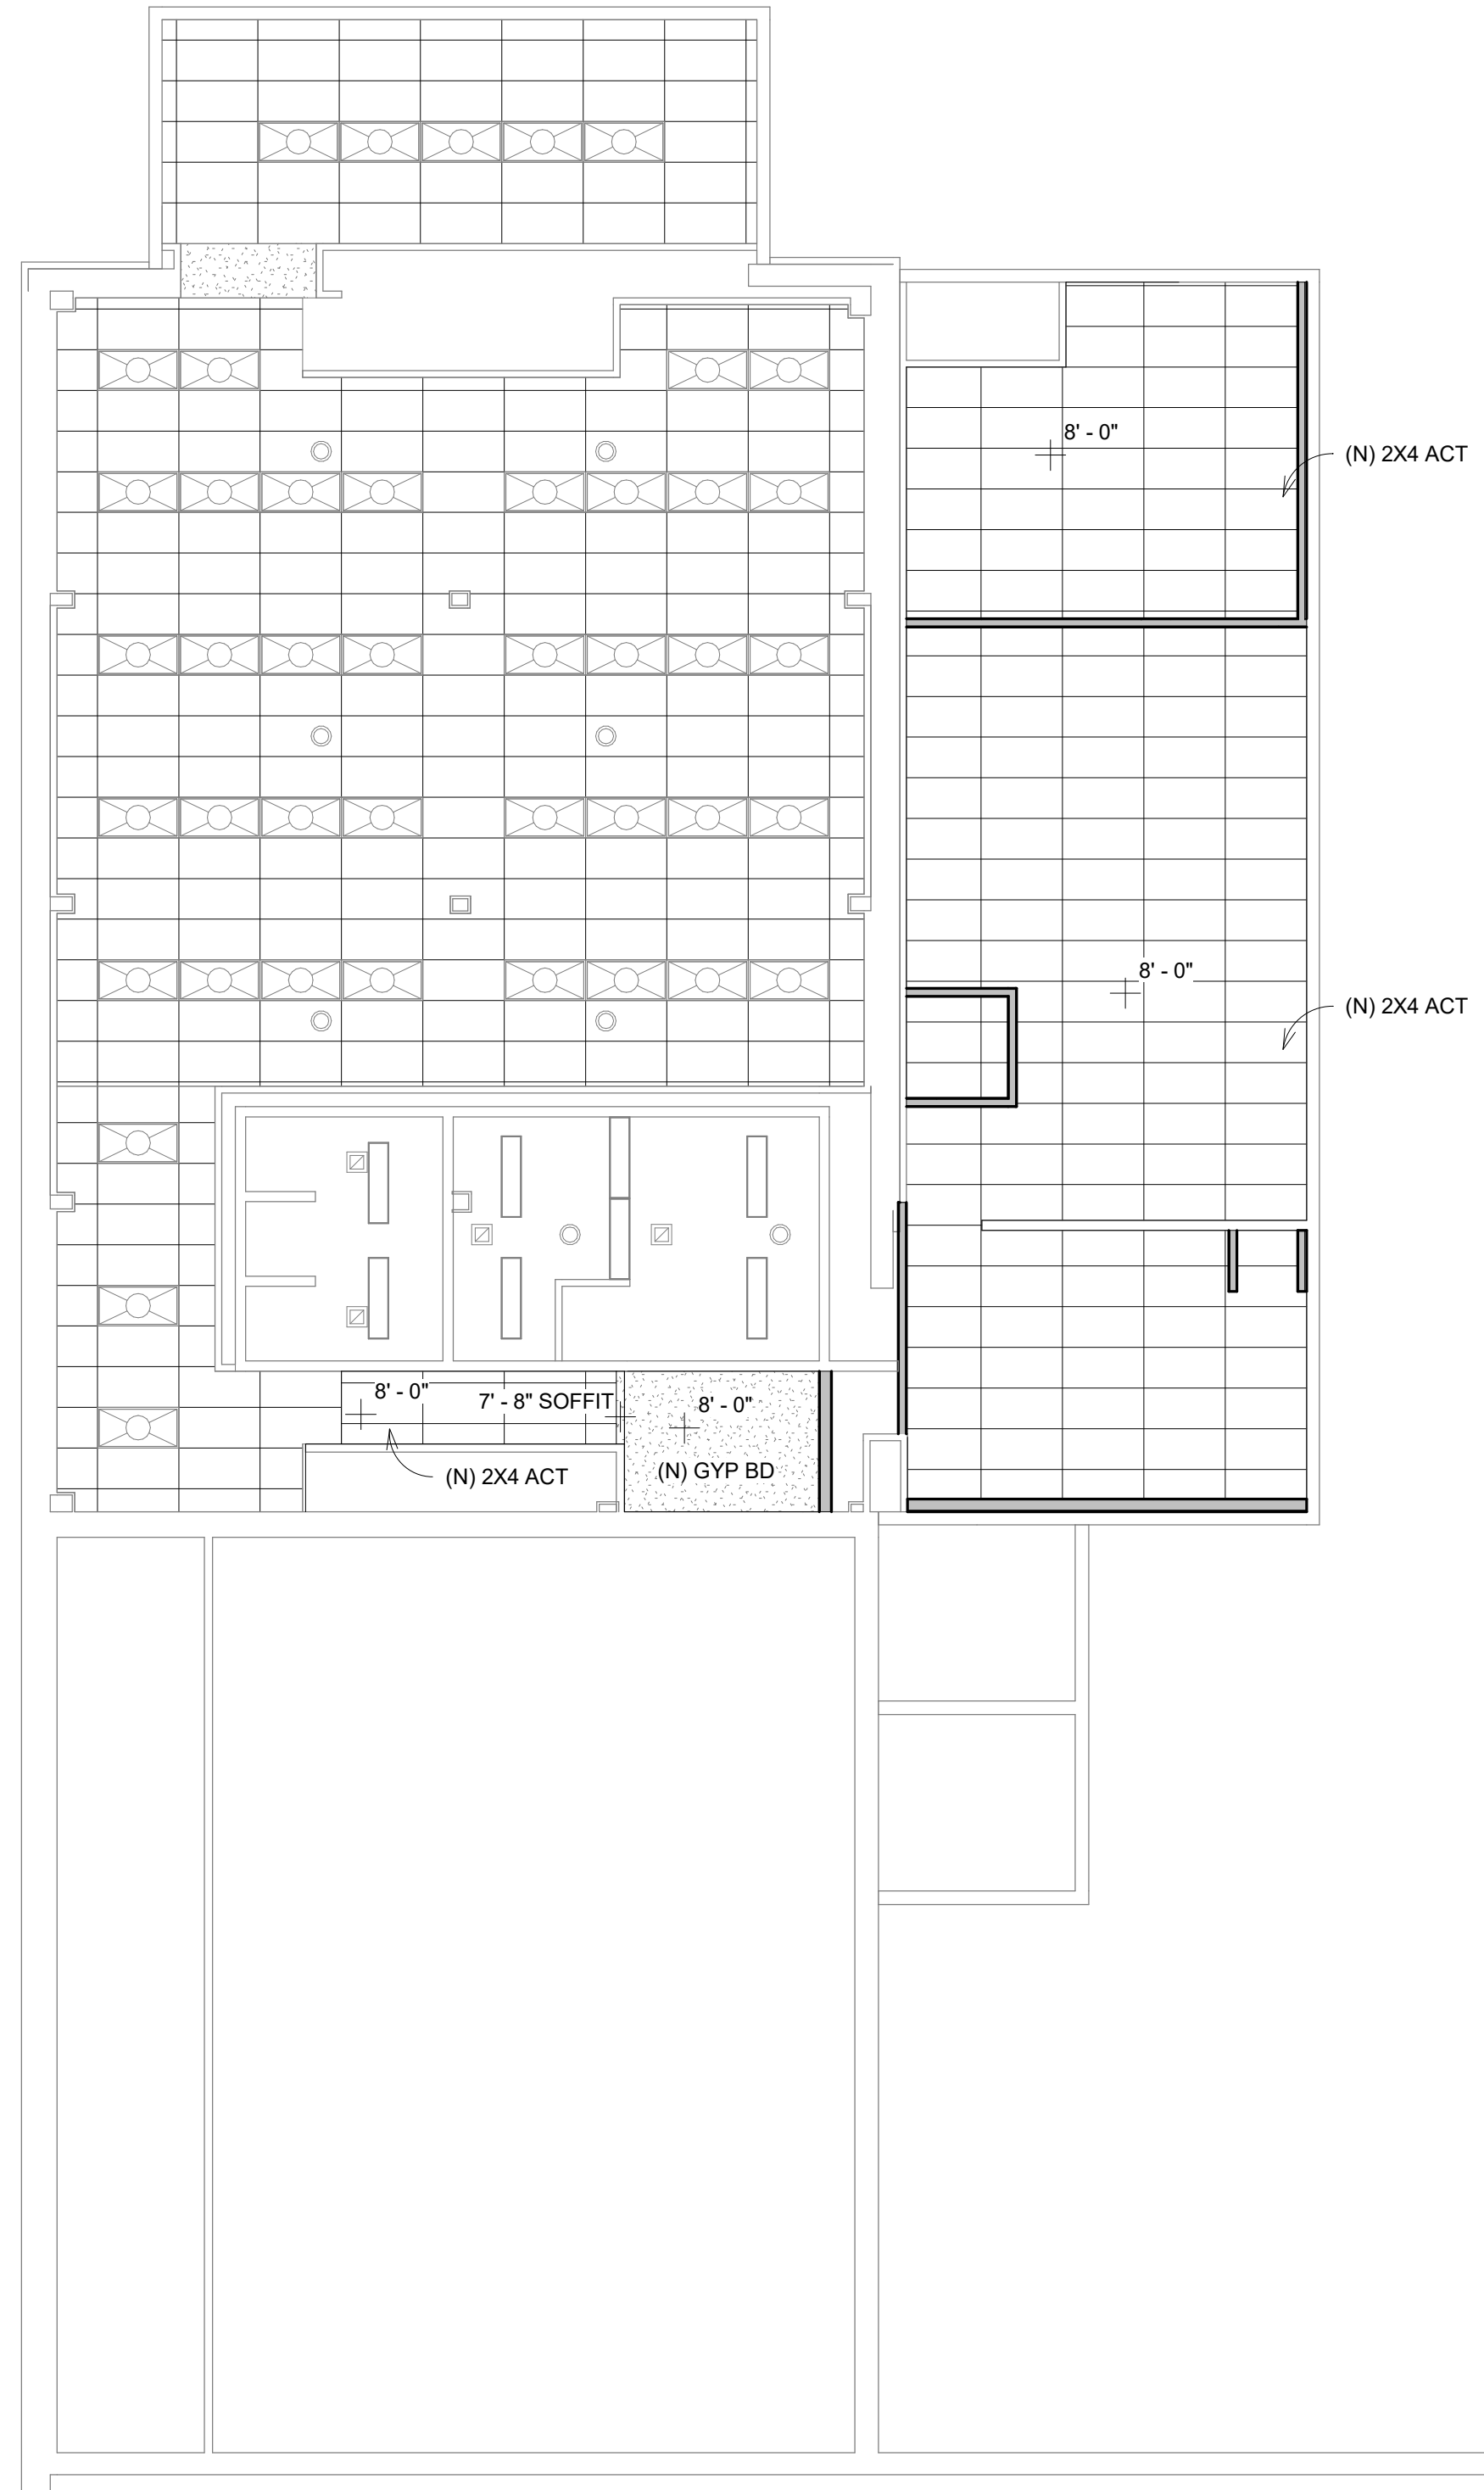 8' - 0"
(N) 2X4 ACT
8' - 0"
(N) 2X4 ACT
8' - 0"
7' - 8" SOFFIT
8' - 0"
(N) GYP BD
(N) 2X4 ACT